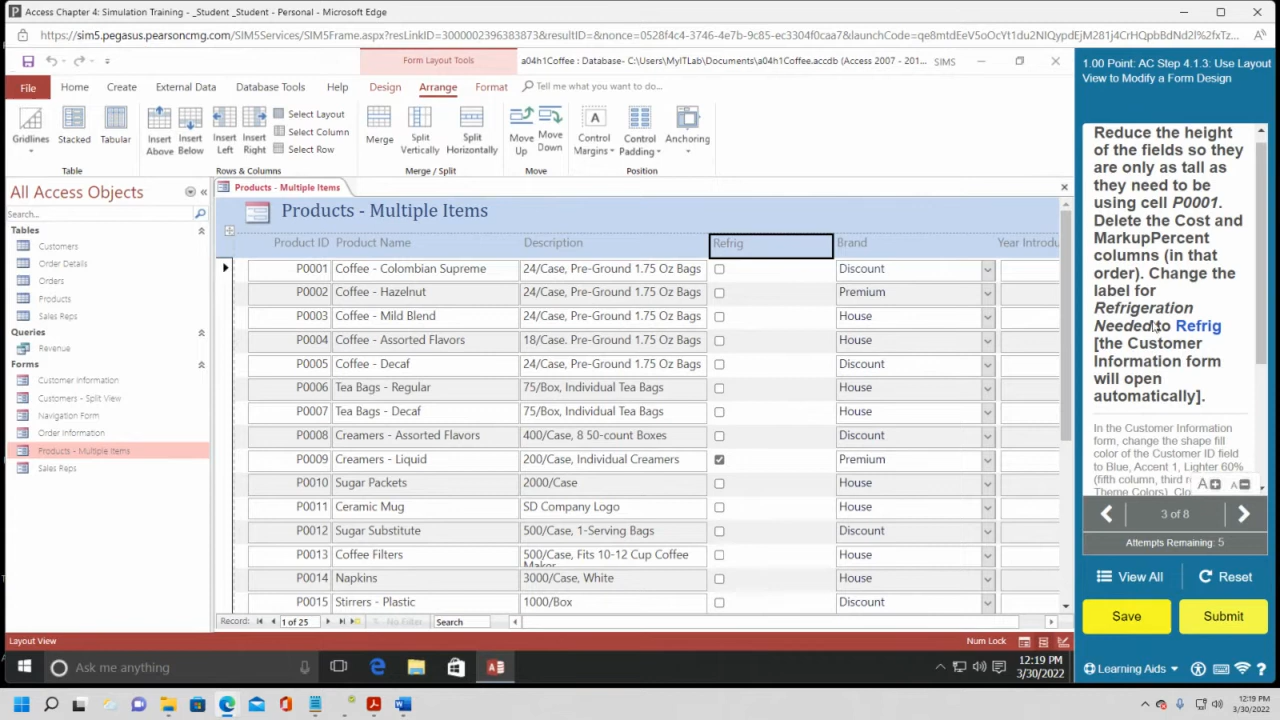 Access Chapter 4: Simulation Training - _Student _Student - Personal - Microsoft Edge
Form Layout Tools
a04h1Coffee : Database- C:\Users\MyITLab\Documents\a04h1Coffee.accdb (Access 2007 - 201...
SIMS
File Home Create External Data Database Tools Help Design Arrange Format Tell me what you want to do...
Gridlines Stacked Tabular
Insert Above Insert Below Insert Left Insert Right
Select Layout
Select Column
Select Row
Merge Split Vertically Split Horizontally
Move Up Move Down
Control Margins Control Padding Anchoring
Table Rows & Columns Merge / Split Move Position
All Access Objects
Search...
Tables
Customers
Order Details
Orders
Products
Sales Reps
Queries
Revenue
Forms
Customer Information
Customers - Split View
Navigation Form
Order Information
Products - Multiple Items
Sales Reps
Products - Multiple Items
Products - Multiple Items
Product ID Product Name Description Refrig Brand Year Introdu
P0001 Coffee - Colombian Supreme 24/Case, Pre-Ground 1.75 Oz Bags Discount
P0002 Coffee - Hazelnut 24/Case, Pre-Ground 1.75 Oz Bags Premium
P0003 Coffee - Mild Blend 24/Case, Pre-Ground 1.75 Oz Bags House
P0004 Coffee - Assorted Flavors 18/Case, Pre-Ground 1.75 Oz Bags House
P0005 Coffee - Decaf 24/Case, Pre-Ground 1.75 Oz Bags Discount
P0006 Tea Bags - Regular 75/Box, Individual Tea Bags House
P0007 Tea Bags - Decaf 75/Box, Individual Tea Bags House
P0008 Creamers - Assorted Flavors 400/Case, 8 50-count Boxes Discount
P0009 Creamers - Liquid 200/Case, Individual Creamers Premium
P0010 Sugar Packets 2000/Case House
P0011 Ceramic Mug SD Company Logo House
P0012 Sugar Substitute 500/Case, 1-Serving Bags Discount
P0013 Coffee Filters 500/Case, Fits 10-12 Cup Coffee House
Maker
P0014 Napkins 3000/Case, White House
P0015 Stirrers - Plastic 1000/Box Discount
Record: 1 of 25 No Filter Search
Layout View
Num Lock
Ask me anything
12:19 PM
3/30/2022
1.00 Point: AC Step 4.1.3: Use Layout
View to Modify a Form Design
Reduce the height
of the fields so they
are only as tall as
they need to be
using cell P0001.
Delete the Cost and
MarkupPercent
columns (in that
order). Change the
label for
Refrigeration
Needed to Refrig
[the Customer
Information form
will open
automatically].
In the Customer Information
form, change the shape fill
color of the Customer ID field
to Blue, Accent 1, Lighter 60%
(fifth column, third r
Theme Colors). Clo
A A
3 of 8
Attempts Remaining: 5
View All Reset
Save Submit
Learning Aids
12:19 PM
3/30/2022